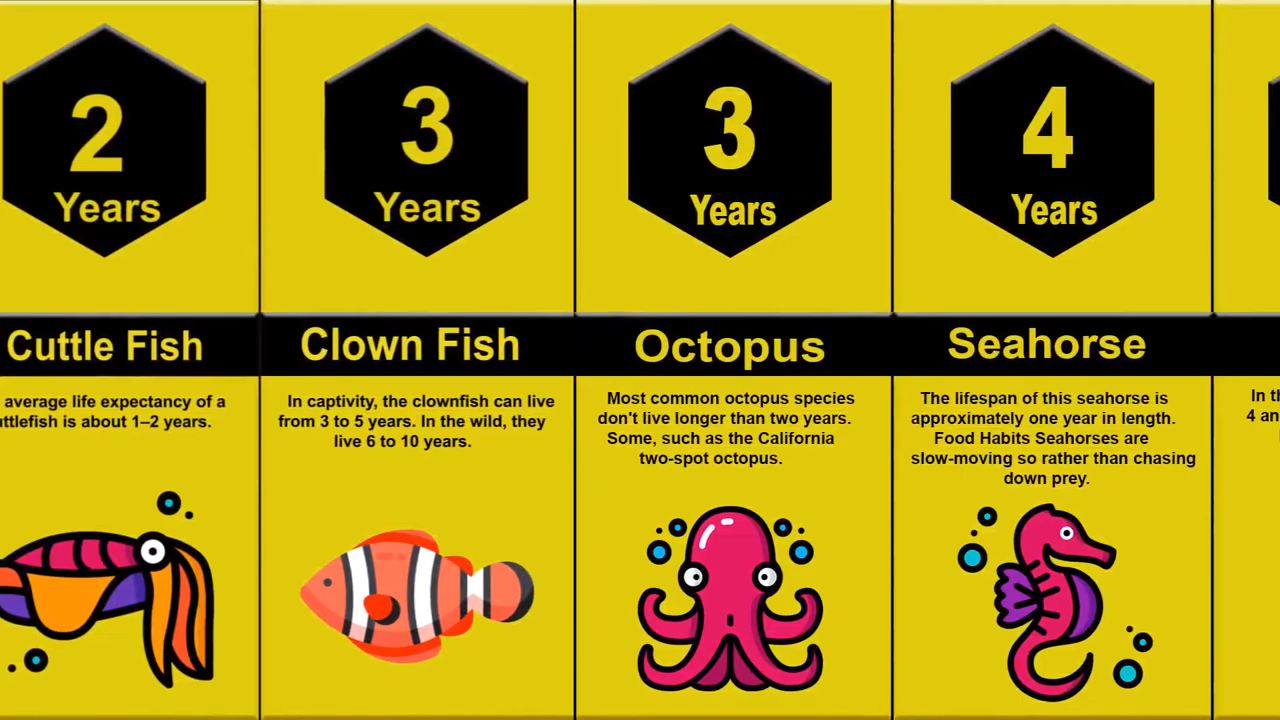 2
Years
Cuttle Fish
average life expectancy of a
is about 1–2 years.
3
Years
Clown Fish
In captivity, the clownfish can live
from 3 to 5 years. In the wild, they
live 6 to 10 years.
3
Years
Octopus
Most common octopus species
don't live longer than two years.
Some, such as the California
two-spot octopus.
4
Years
Seahorse
The lifespan of this seahorse is
approximately one year in length.
Food Habits Seahorses are
slow-moving so rather than chasing
down prey.
In
4